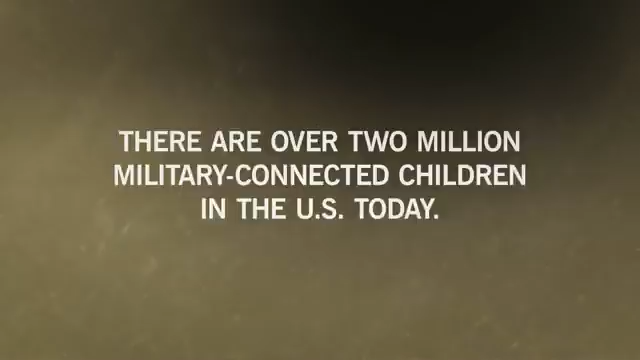 THERE ARE OVER TWO MILLION
MILITARY-CONNECTED CHILDREN
IN THE U.S. TODAY.